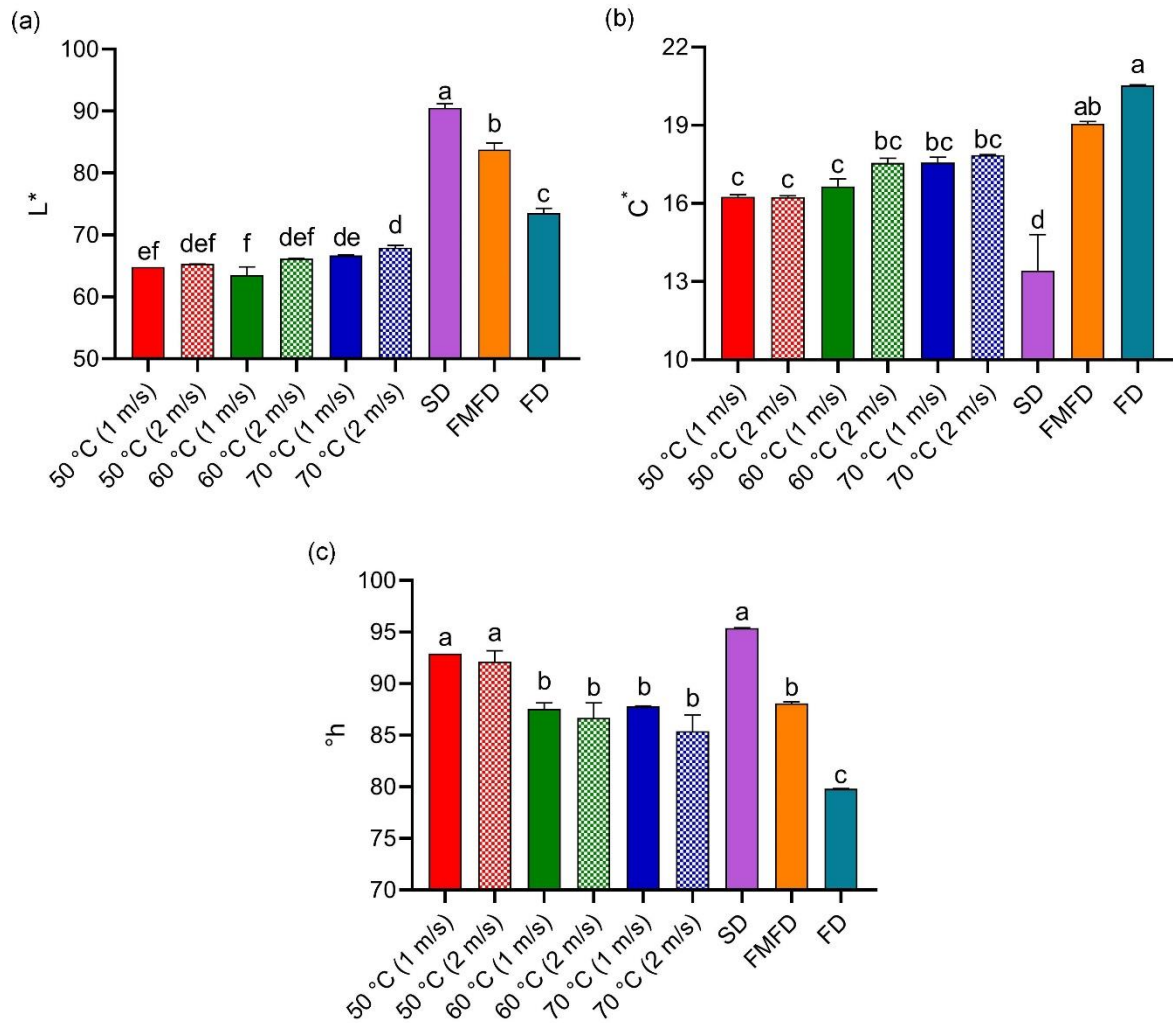 (a)
L*
100
90
80
70
60
50
ef
def
f
def
de
d
a
b
c
50 °C (1 m/s)
50 °C (2 m/s)
60 °C (1 m/s)
60 °C (2 m/s)
70 °C (1 m/s)
70 °C (2 m/s)
SD
FMFD
FD
(b)
C*
22
19
16
13
10
c
c
c
bc
bc
bc
d
ab
a
50 °C (1 m/s)
50 °C (2 m/s)
60 °C (1 m/s)
60 °C (2 m/s)
70 °C (1 m/s)
70 °C (2 m/s)
SD
FMFD
FD
(c)
°h
100
95
90
85
80
75
70
a
a
b
b
b
b
a
b
c
50 °C (1 m/s)
50 °C (2 m/s)
60 °C (1 m/s)
60 °C (2 m/s)
70 °C (1 m/s)
70 °C (2 m/s)
SD
FMFD
FD